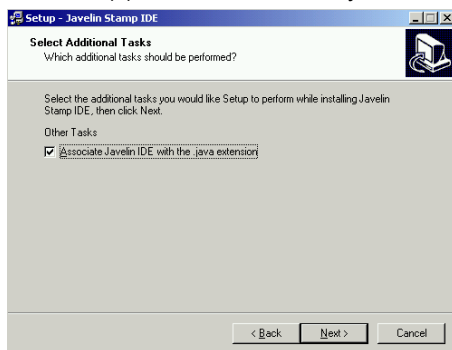 Setup - Javelin Stamp IDE
Select Additional Tasks
Which additional tasks should be performed?
Select the additional tasks you would like Setup to perform while installing Javelin
Stamp IDE, then click Next.
Other Tasks
Associate Javelin IDE with the .java extension
< Back Next > Cancel